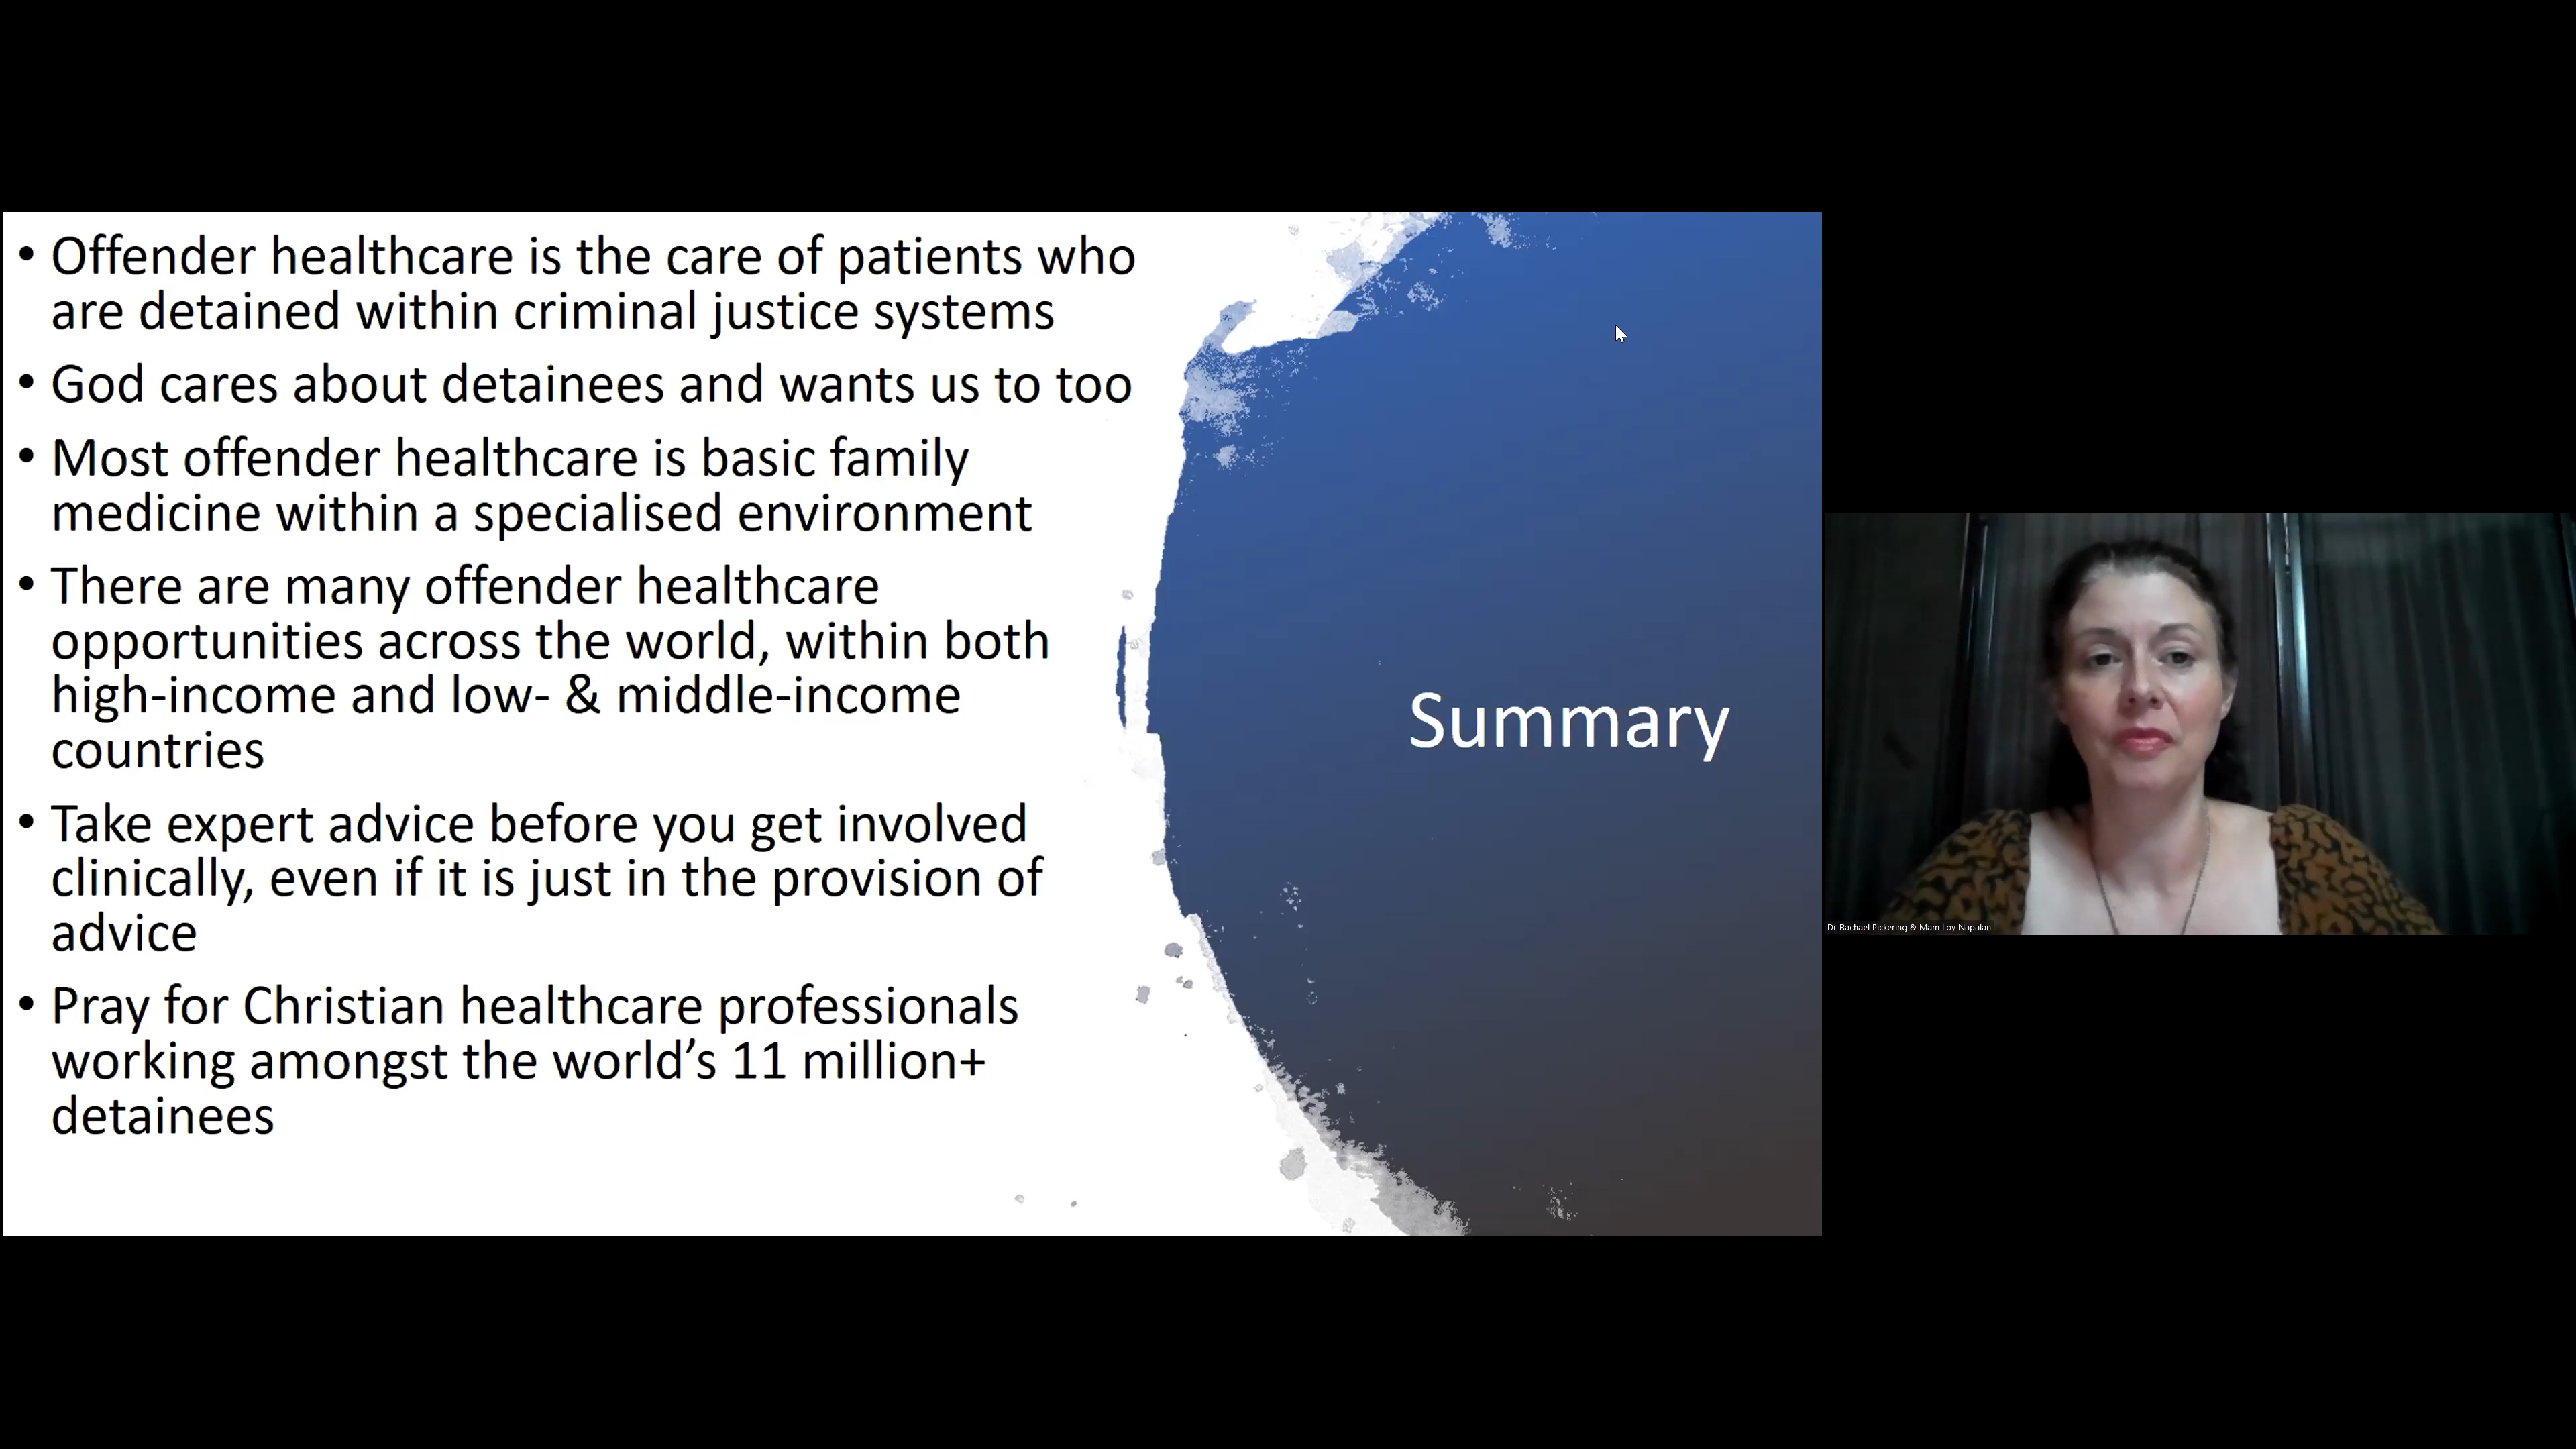 • Offender healthcare is the care of patients who
are detained within criminal justice systems
• God cares about detainees and wants us to too
• Most offender healthcare is basic family
medicine within a specialised environment
• There are many offender healthcare
opportunities across the world, within both
high-income and low- & middle-income
countries
• Take expert advice before you get involved
clinically, even if it is just in the provision of
advice
• Pray for Christian healthcare professionals
working amongst the world’s 11 million+
detainees
Summary
Dr Rachael Pickering & Mam Loy Napalan